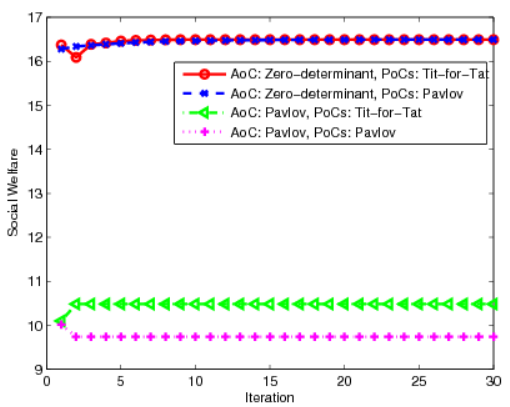 17
16
15
14
13
12
11
10
9
Social Welfare
AoC: Zero-determinant, PoCs: Tit-for-Tat
AoC: Zero-determinant, PoCs: Pavlov
AoC: Pavlov, PoCs: Tit-for-Tat
AoC: Pavlov, PoCs: Pavlov
0 5 10 15 20 25 30
Iteration